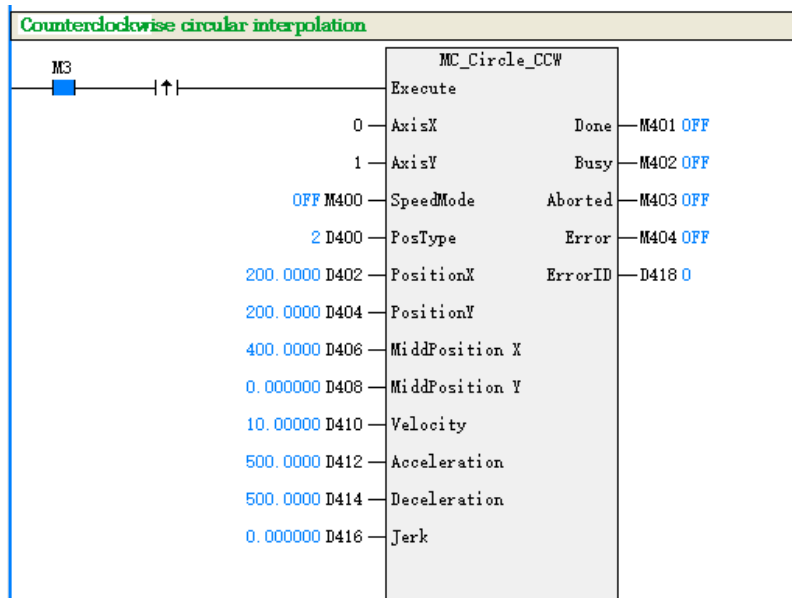 Counterclockwise circular interpolation
MC_Circle_CCW
M3
Execute
0 AxisX Done M401 OFF
1 AxisY Busy M402 OFF
OFF M400 SpeedMode Aborted M403 OFF
2 D400 PosType Error M404 OFF
200.0000 D402 PositionX ErrorID D418 0
200.0000 D404 PositionY
400.0000 D406 MiddPosition X
0.000000 D408 MiddPosition Y
10.00000 D410 Velocity
500.0000 D412 Acceleration
500.0000 D414 Deceleration
0.000000 D416 Jerk